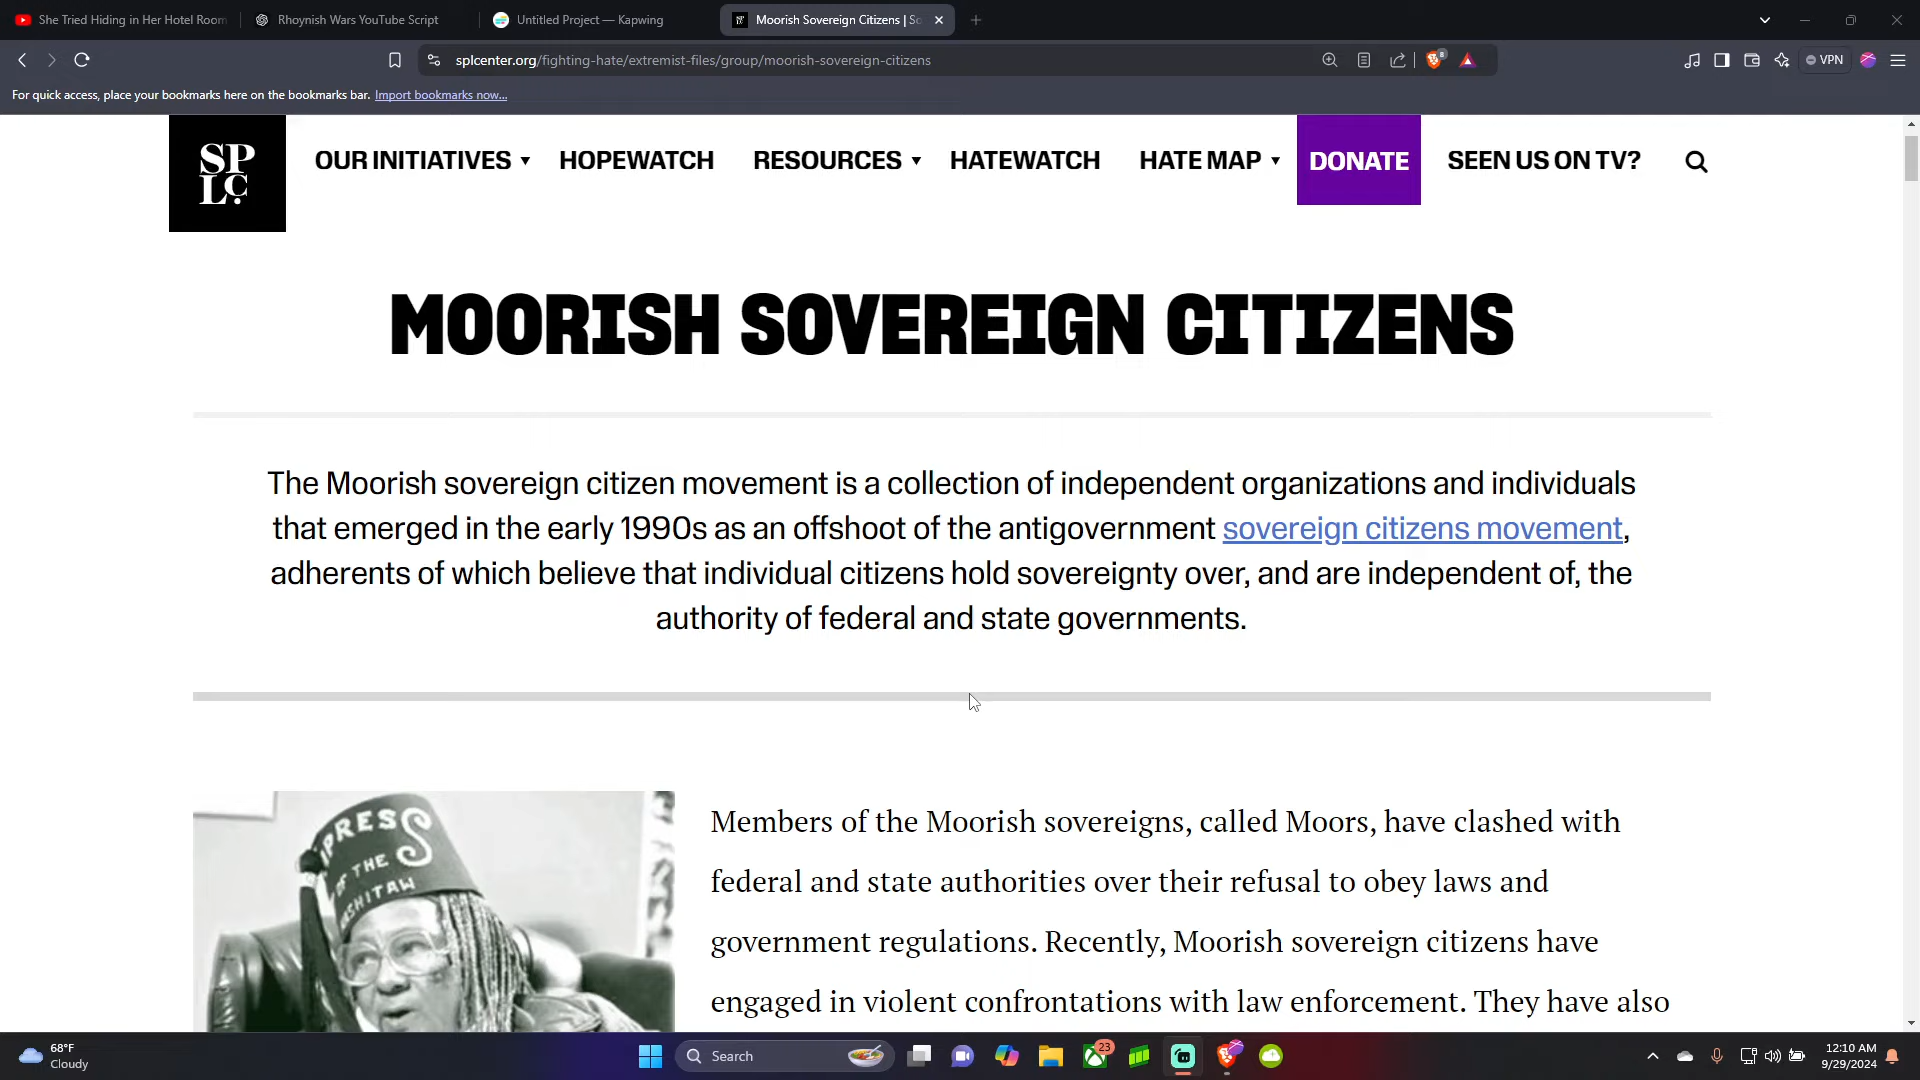 She Tried Hiding in Her Hotel Room
Rhoynish Wars YouTube Script
Untitled Project — Kapwing
Moorish Sovereign Citizens | So
splcenter.org/fighting-hate/extremist-files/group/moorish-sovereign-citizens
8
VPN
For quick access, place your bookmarks here on the bookmarks bar. Import bookmarks now...
SPLC.
OUR INITIATIVES ▼ HOPEWATCH RESOURCES ▼ HATEWATCH HATE MAP ▼ DONATE SEEN US ON TV?
MOORISH SOVEREIGN CITIZENS
The Moorish sovereign citizen movement is a collection of independent organizations and individuals
that emerged in the early 1990s as an offshoot of the antigovernment sovereign citizens movement,
adherents of which believe that individual citizens hold sovereignty over, and are independent of, the
authority of federal and state governments.
OF THE
Members of the Moorish sovereigns, called Moors, have clashed with
federal and state authorities over their refusal to obey laws and
government regulations. Recently, Moorish sovereign citizens have
engaged in violent confrontations with law enforcement. They have also
68°F
Cloudy
Search
23
12:10 AM
9/29/2024